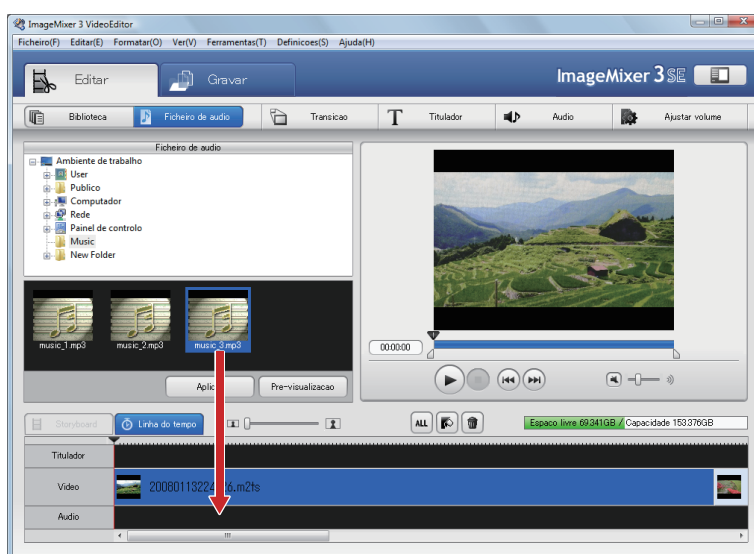 ImageMixer 3 VideoEditor
Ficheiro(F) Editar(E) Formatar(O) Ver(V) Ferramentas(T) Definicoes(S) Ajuda(H)
Editar Gravar ImageMixer 3 SE
Biblioteca Ficheiro de audio Transicao T Titulador Audio Ajustar volume
Ficheiro de audio
Ambiente de trabalho
User
Publico
Computador
Rede
Painel de controlo
Music
New Folder
music_1.mp3 music_2.mp3 music_3.mp3
00:00:00
Pre-visualizacao
Storyboard Linha do tempo ALL Espaco livre 69.341GB / Capacidade 153.376GB
Titulador
Video
Audio